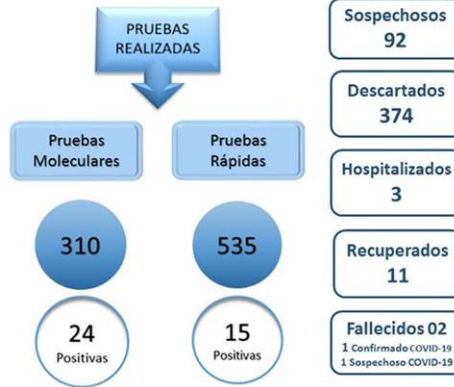 PRUEBAS
REALIZADAS
Pruebas
Moleculares
310
24
Positivas
Pruebas
Rápidas
535
15
Positivas
Sospechosos
92
Descartados
374
Hospitalizados
3
Recuperados
11
Fallecidos 02
1 Confirmado COVID-19
1 Sospechoso COVID-19